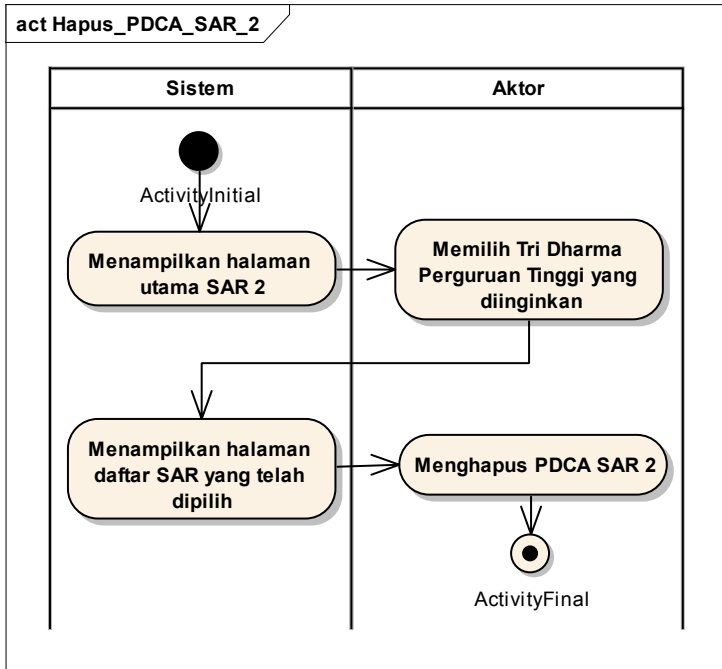 act Hapus_PDCA_SAR_2
Sistem
Aktor
ActivityInitial
Menampilkan halaman
utama SAR 2
Memilih Tri Dharma
Perguruan Tinggi yang
diinginkan
Menampilkan halaman
daftar SAR yang telah
dipilih
Menghapus PDCA SAR 2
ActivityFinal